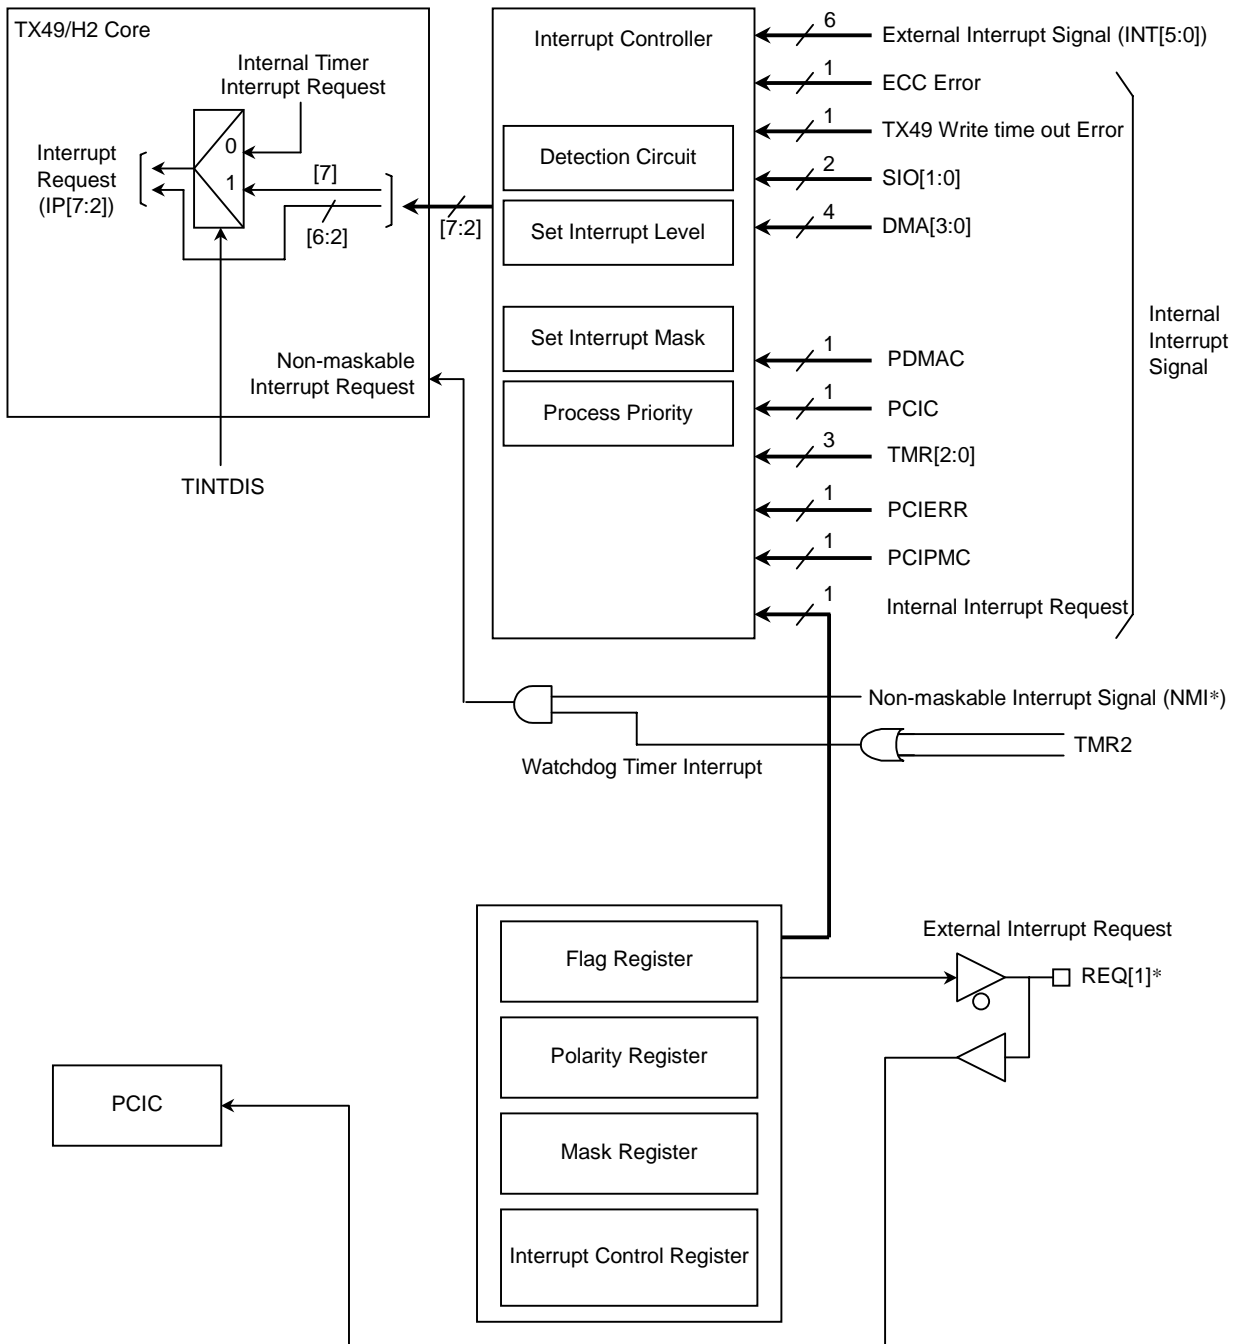 TX49/H2 Core
Internal Timer
Interrupt Request
0
1
Interrupt
Request
(IP[7:2])
[7]
[6:2]
[7:2]
Non-maskable
Interrupt Request
TINTDIS
Interrupt Controller
Detection Circuit
Set Interrupt Level
Set Interrupt Mask
Process Priority
6
External Interrupt Signal (INT[5:0])
1
ECC Error
1
TX49 Write time out Error
2
SIO[1:0]
4
DMA[3:0]
1
PDMAC
1
PCIC
3
TMR[2:0]
1
PCIERR
1
PCIPMC
1
Internal Interrupt Request
Internal
Interrupt
Signal
Non-maskable Interrupt Signal (NMI*)
TMR2
Watchdog Timer Interrupt
Flag Register
Polarity Register
Mask Register
Interrupt Control Register
External Interrupt Request
REQ[1]*
PCIC